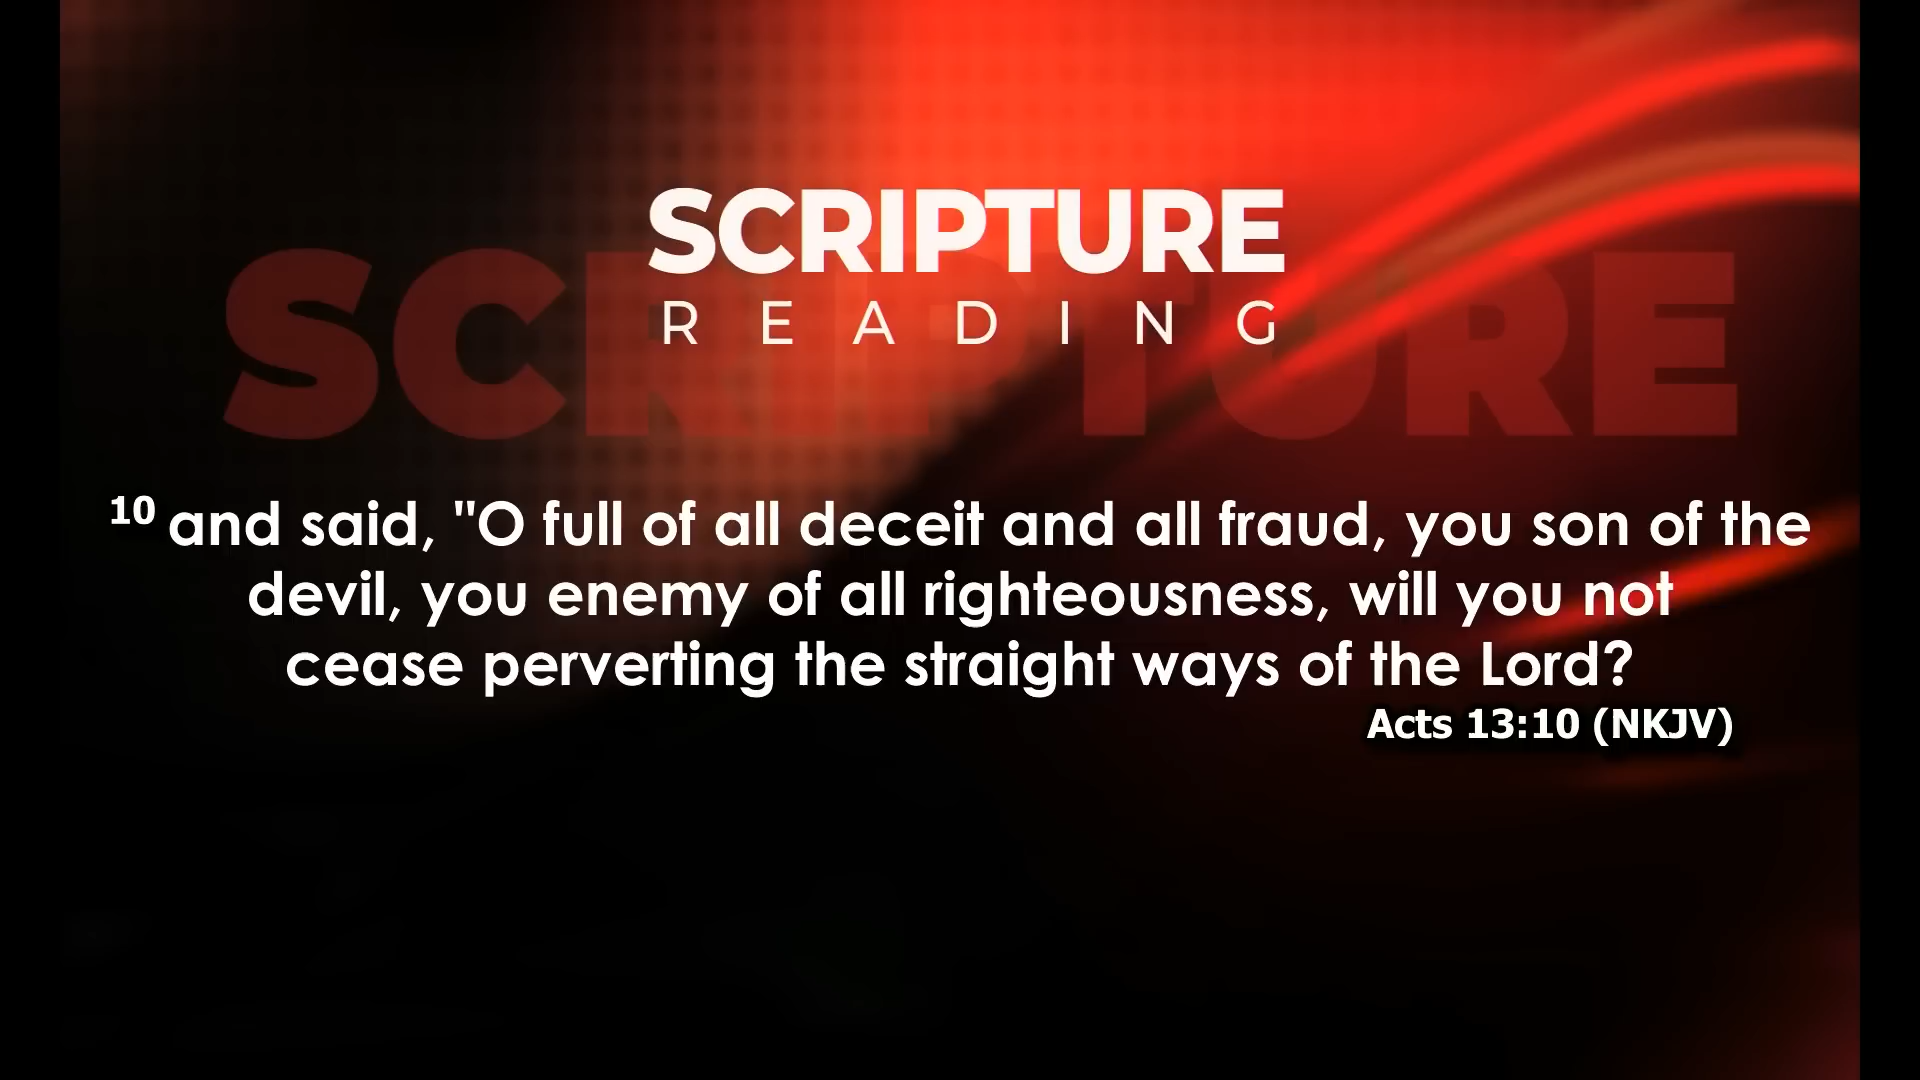 SCRIPTURE
READING
SCRIPTURE
10 and said, "O full of all deceit and all fraud, you son of the
devil, you enemy of all righteousness, will you not
cease perverting the straight ways of the Lord?
Acts 13:10 (NKJV)